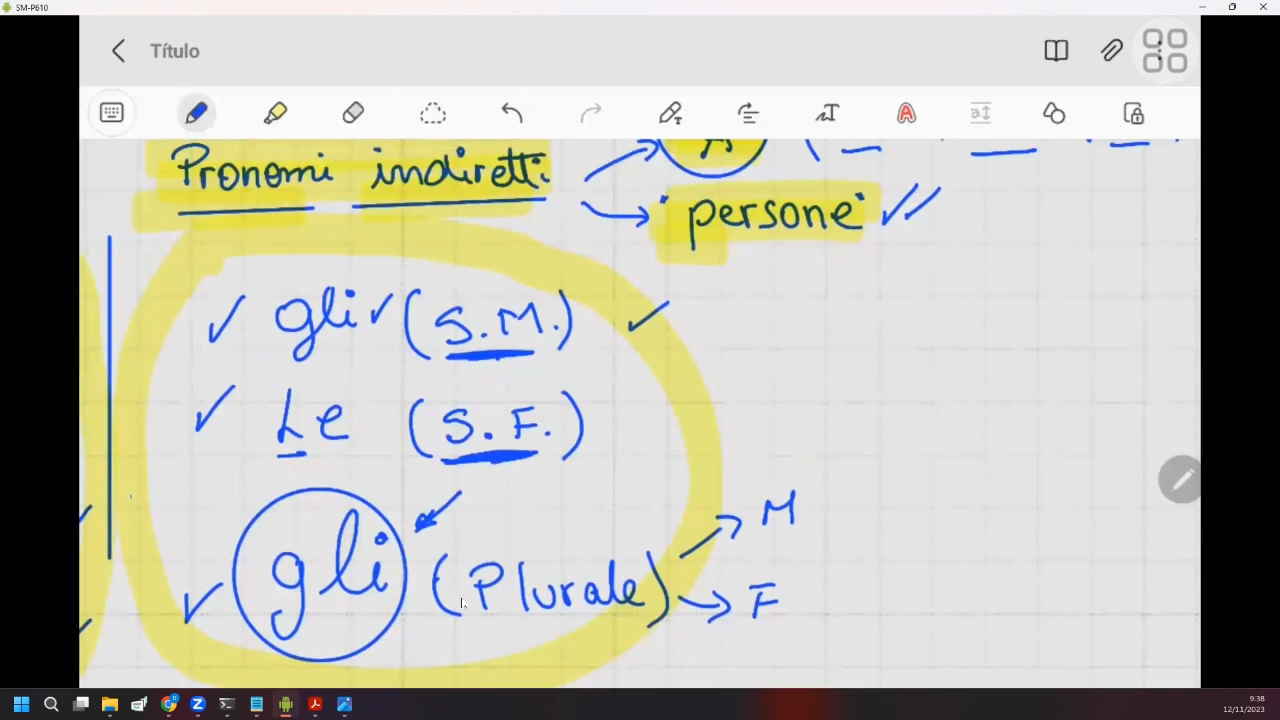 SM-P610
Título
Pronomi indiretti
persone
gli (S.M.)
Le (S.F.)
gli (Plurale)
M
F
9:38
12/11/2023